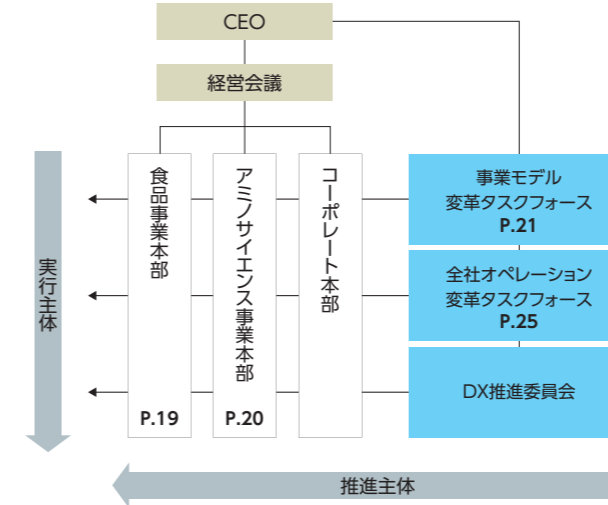 CEO
経営会議
実行主体
食品事業本部
P.19
アミノサイエンス事業本部
P.20
コーポレート本部
事業モデル
変革タスクフォース
P.21
全社オペレーション
変革タスクフォース
P.25
DX推進委員会
推進主体